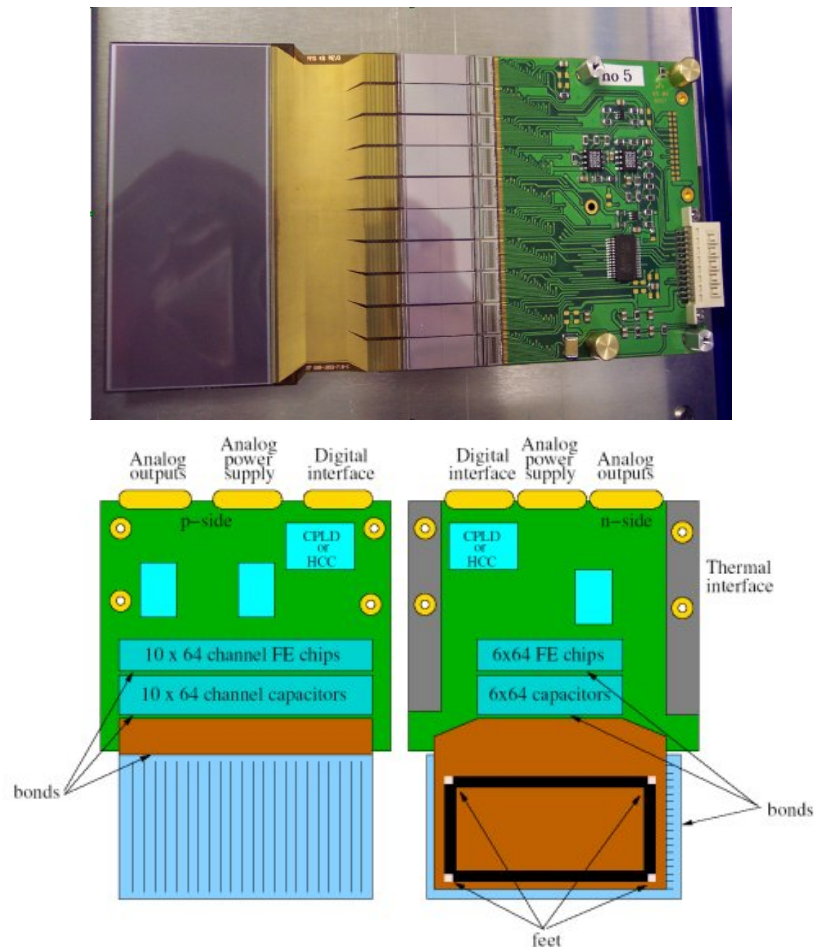 no 5
Analog
outputs
Analog
power
supply
Digital
interface
p-side
CPLD
or
HCC
10 x 64 channel FE chips
10 x 64 channel capacitors
bonds
Digital
interface
Analog
power
supply
Analog
outputs
n-side
CPLD
or
HCC
Thermal
interface
6x64 FE chips
6x64 capacitors
bonds
feet